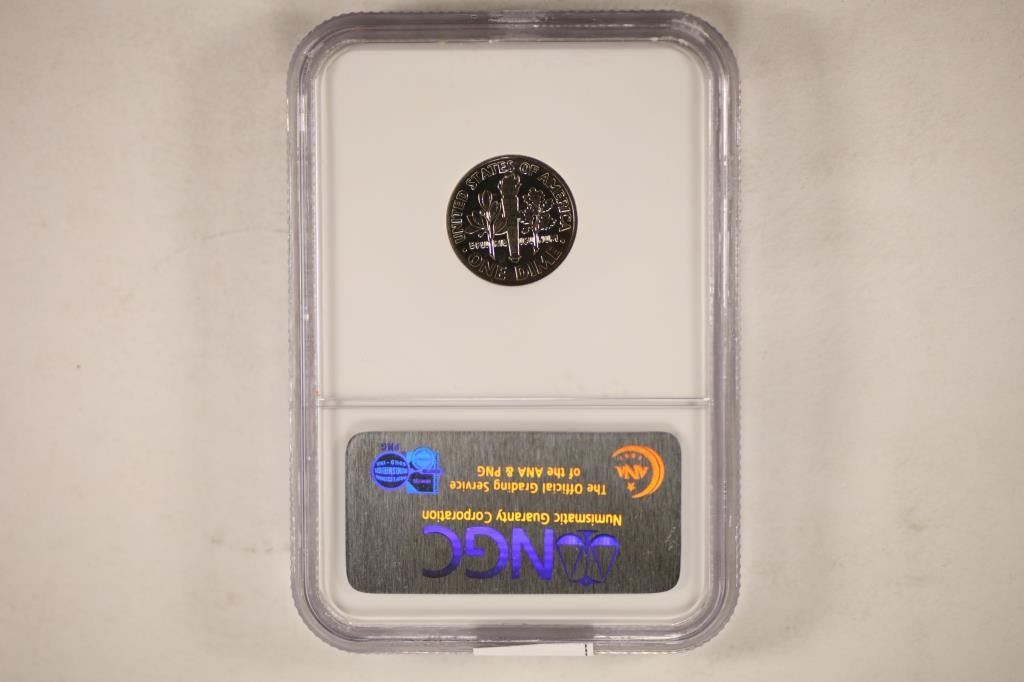 UNITED STATES OF AMERICA
E PLURIBUS UNUM
ONE DIME
NGC
Numismatic Guaranty Corporation
The Official Grading Service
of the ANA & PNG
ANA
PNG